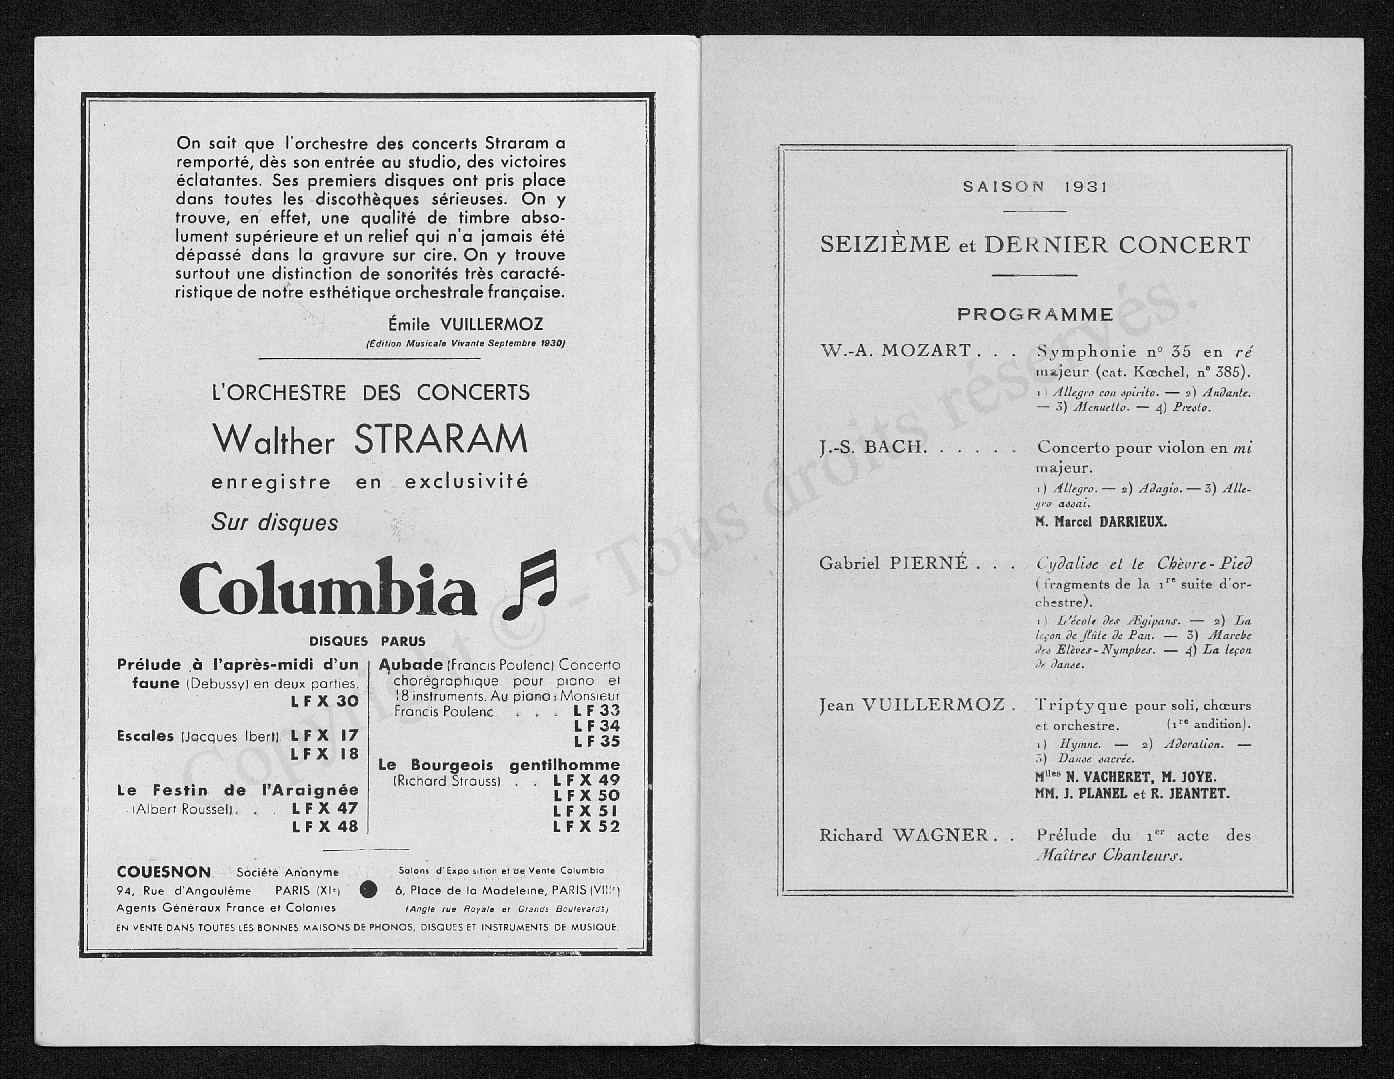 On sait que l'orchestre des concerts Straram a
remporté, dès son entrée au studio, des victoires
éclatantes. Ses premiers disques ont pris place
dans toutes les discothèques sérieuses. On y
trouve, en effet, une qualité de timbre abso-
lument supérieure et un relief qui n'a jamais été
dépassé dans la gravure sur cire. On y trouve
surtout une distinction de sonorités très caracté-
ristique de notre esthétique orchestrale française.
Émile VUILLERMOZ
(Édition Musicale Vivante Septembre 1930)
L'ORCHESTRE DES CONCERTS
Walther STRARAM
enregistre en exclusivité
Sur disques
Columbia
DISQUES PARUS
Prélude à l'après-midi d'un
faune (Debussy) en deux parties.
LFX 30
Escales (Jacques Ibert) LFX 17
LFX 18
Le Festin de l'Araignée
(Albert Roussel). . LFX 47
LFX 48
Aubade (Francis Poulenc) Concerto
chorégraphique pour piano et
18 instruments. Au piano : Monsieur
Francis Poulenc . . . LF 33
LF 34
LF 35
Le Bourgeois gentilhomme
(Richard Strauss) . . LFX 49
LFX 50
LFX 51
LFX 52
COUESNON Société Anonyme
94, Rue d'Angoulême PARIS (XIe)
Agents Généraux France et Colonies
Salons d'Exposition et de Vente Columbia
6, Place de la Madeleine, PARIS (VIIIe)
(Angle rue Royale et Grands Boulevards)
EN VENTE DANS TOUTES LES BONNES MAISONS DE PHONOS, DISQUES ET INSTRUMENTS DE MUSIQUE.
SAISON 1931
SEIZIÈME et DERNIER CONCERT
PROGRAMME
W.-A. MOZART . . . Symphonie n° 35 en ré
majeur (cat. Kœchel, n° 385).
1) Allegro con spirito. — 2) Andante.
— 3) Menuetto. — 4) Presto.
J.-S. BACH. . . . . . Concerto pour violon en mi
majeur.
1) Allegro. — 2) Adagio. — 3) Alle-
gro assai.
M. Marcel DARRIEUX.
Gabriel PIERNÉ . . . Cydalise et le Chèvre-Pied
(fragments de la 1re suite d'or-
chestre).
1) L'école des Ægipans. — 2) La
leçon de flûte de Pan. — 3) Marche
des Elèves-Nymphes. — 4) La leçon
de danse.
Jean VUILLERMOZ . Triptyque pour soli, chœurs
et orchestre. (1re audition).
1) Hymne. — 2) Adoration. —
3) Danse sacrée.
Mlles N. VACHERET, M. JOYE.
MM. J. PLANEL et R. JEANTET.
Richard WAGNER. . Prélude du 1er acte des
Maîtres Chanteurs.
Copyright © - Tous droits réservés.